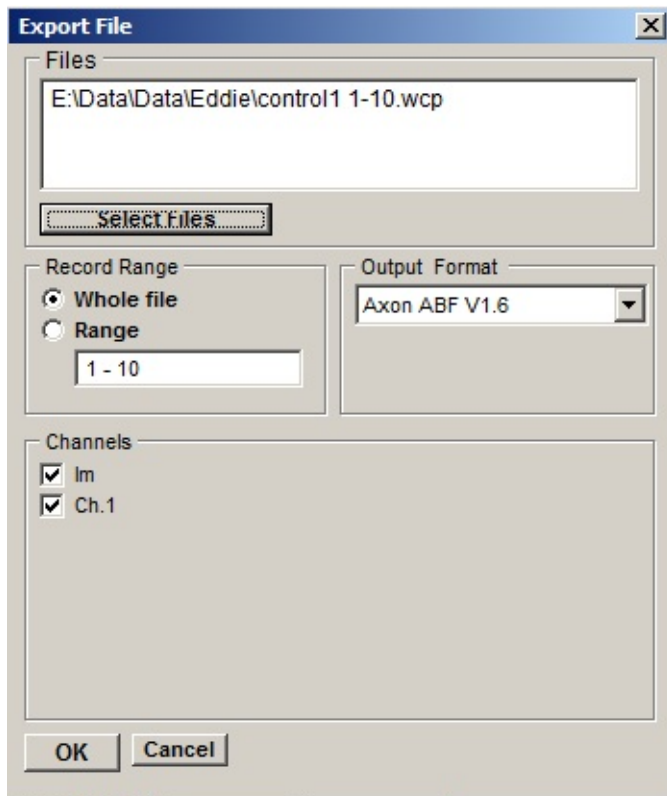 Export File
Files
E:\Data\Data\Eddie\control1 1-10.wcp
Select Files
Record Range
Whole file
Range
1 - 10
Output Format
Axon ABF V1.6
Channels
Im
Ch.1
OK
Cancel